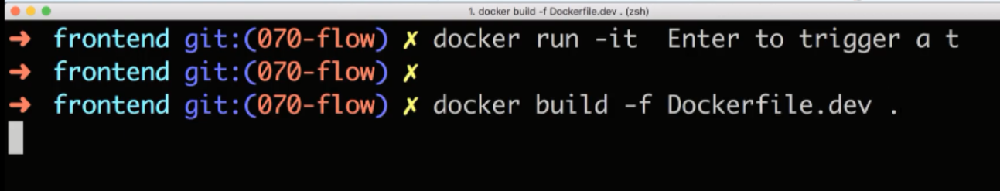 1. docker build -f Dockerfile.dev . (zsh)
➜ frontend git:(070-flow) ✗ docker run -it  Enter to trigger a t
➜ frontend git:(070-flow) ✗
➜ frontend git:(070-flow) ✗ docker build -f Dockerfile.dev .